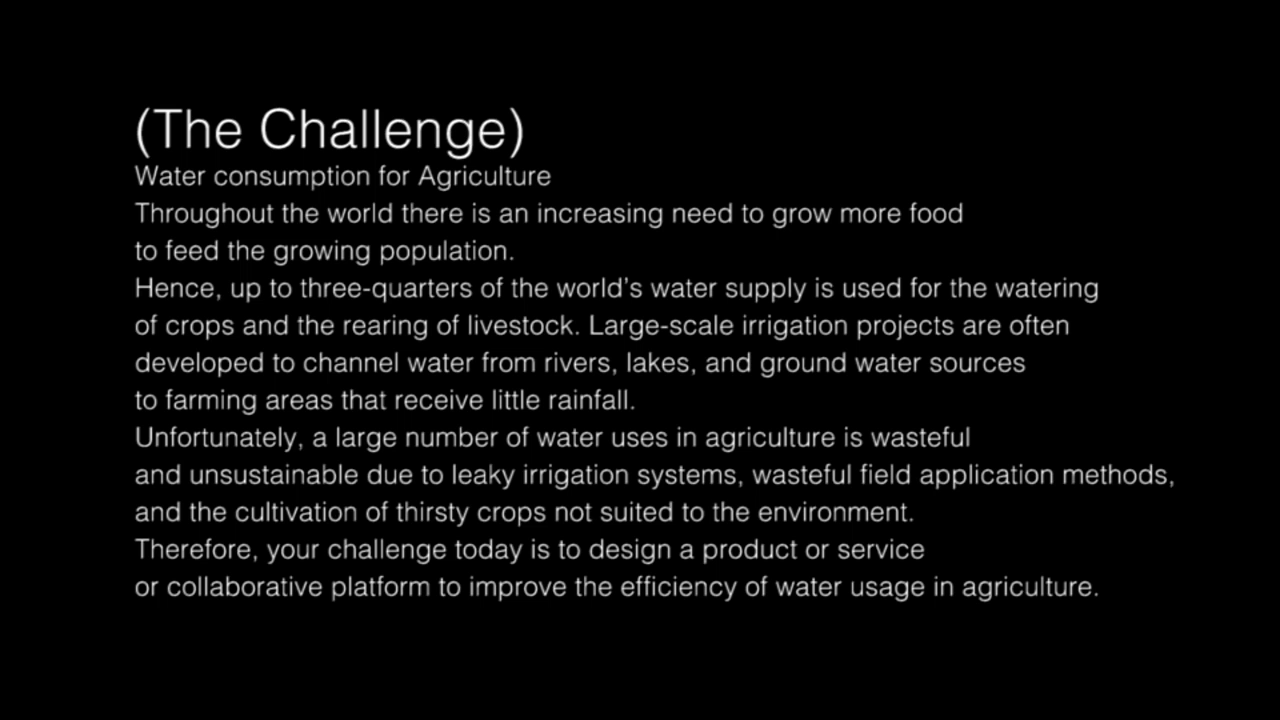 (The Challenge)
Water consumption for Agriculture
Throughout the world there is an increasing need to grow more food
to feed the growing population.
Hence, up to three-quarters of the world's water supply is used for the watering
of crops and the rearing of livestock. Large-scale irrigation projects are often
developed to channel water from rivers, lakes, and ground water sources
to farming areas that receive little rainfall.
Unfortunately, a large number of water uses in agriculture is wasteful
and unsustainable due to leaky irrigation systems, wasteful field application methods,
and the cultivation of thirsty crops not suited to the environment.
Therefore, your challenge today is to design a product or service
or collaborative platform to improve the efficiency of water usage in agriculture.